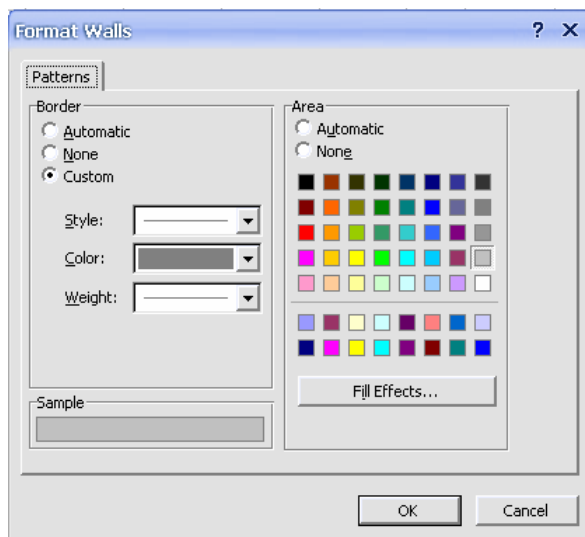 Format Walls
Patterns
Border
Automatic
None
Custom
Style:
Color:
Weight:
Sample
Area
Automatic
None
Fill Effects...
OK
Cancel